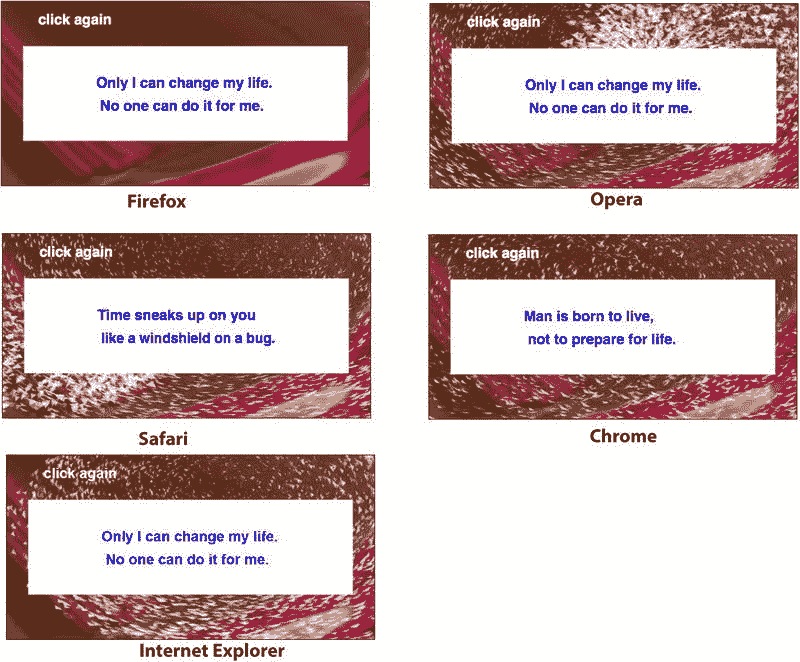 click again
Only I can change my life.
No one can do it for me.
Firefox
click again
Only I can change my life.
No one can do it for me.
Opera
click again
Time sneaks up on you
like a windshield on a bug.
Safari
click again
Man is born to live,
not to prepare for life.
Chrome
click again
Only I can change my life.
No one can do it for me.
Internet Explorer